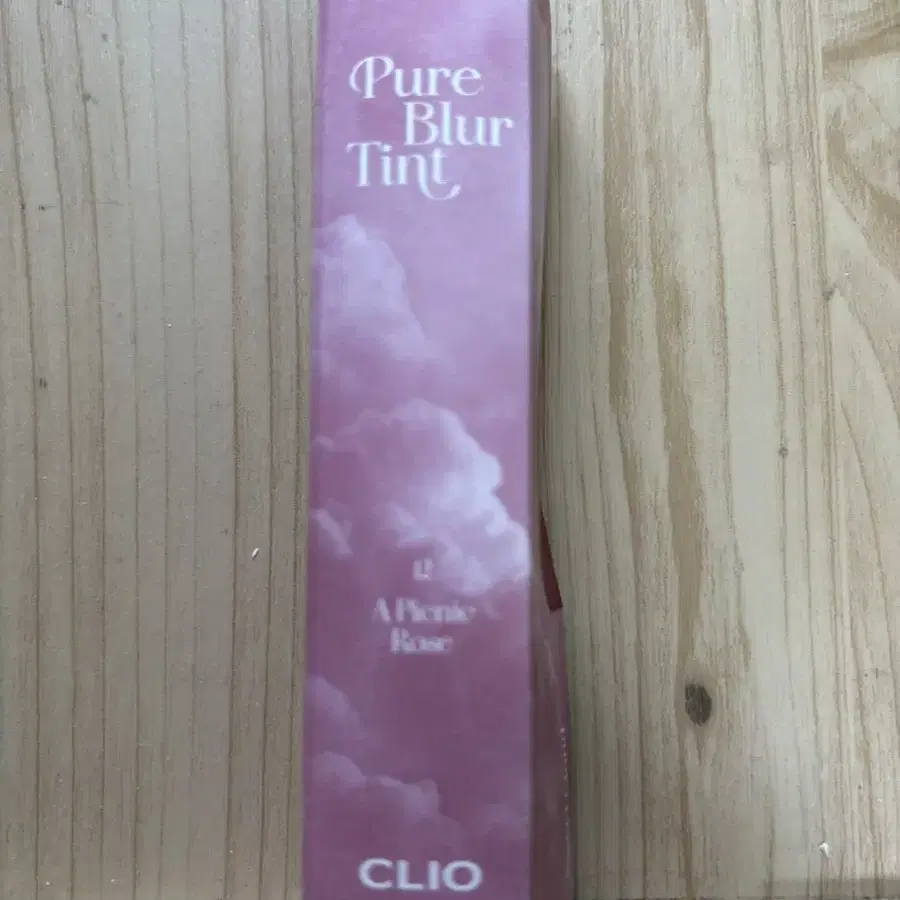 Pure
Blur
Tint
12
A Picnic
Rose
CLIO